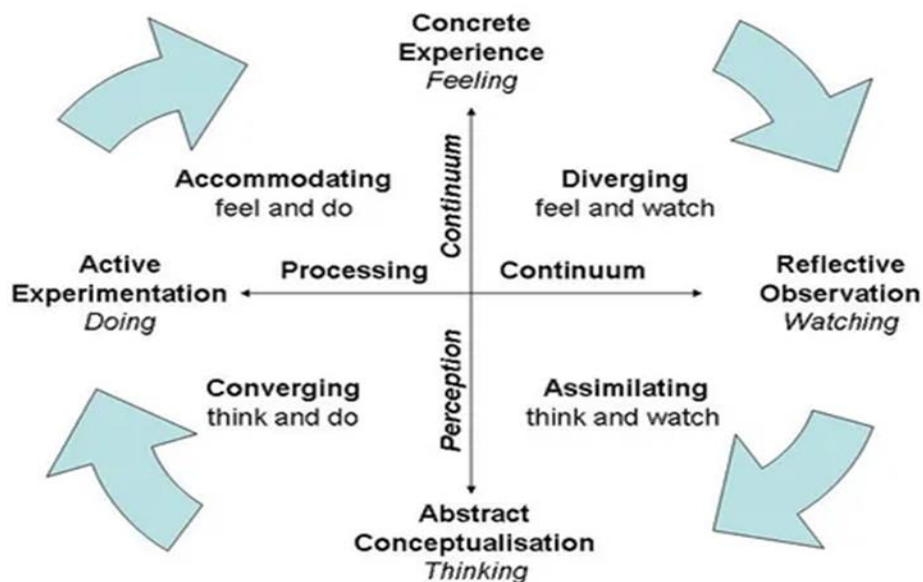 Concrete
Experience
Feeling
Accommodating
feel and do
Continuum
Diverging
feel and watch
Active
Experimentation
Doing
Processing
Continuum
Reflective
Observation
Watching
Converging
think and do
Perception
Assimilating
think and watch
Abstract
Conceptualisation
Thinking